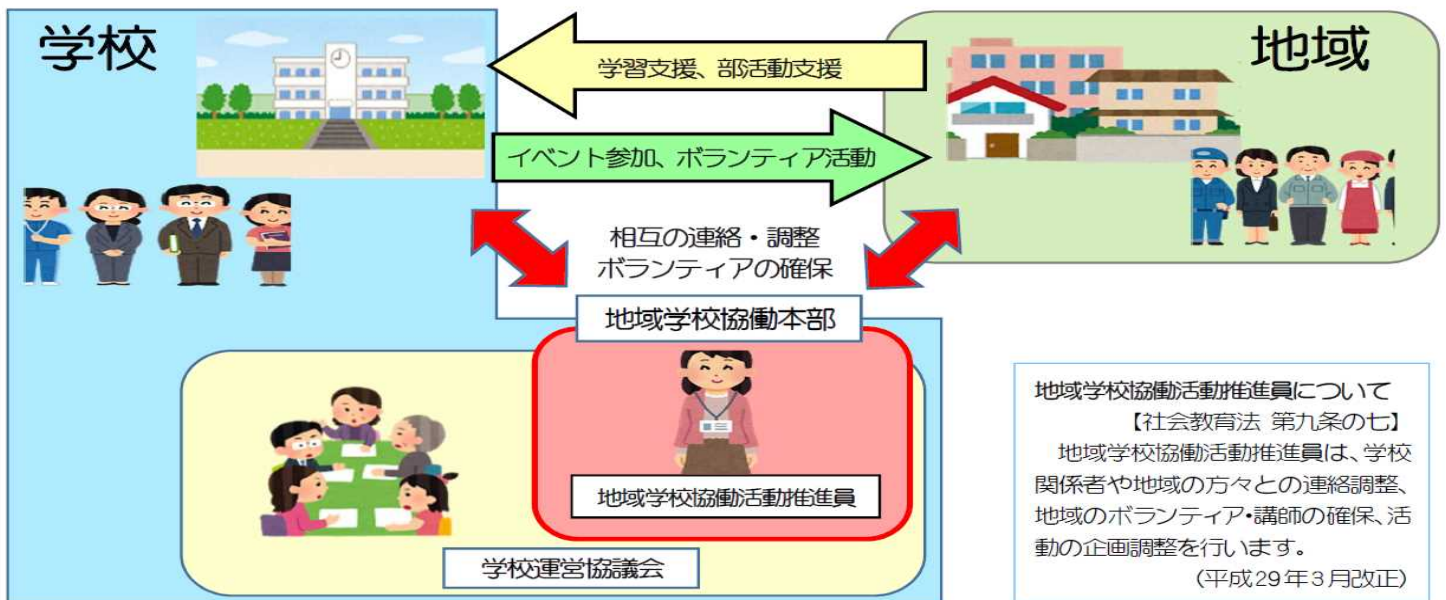 学校
地域
学習支援、部活動支援
イベント参加、ボランティア活動
相互の連絡・調整
ボランティアの確保
地域学校協働本部
地域学校協働活動推進員
学校運営協議会
地域学校協働活動推進員について
【社会教育法 第九条の七】
地域学校協働活動推進員は、学校
関係者や地域の方々との連絡調整、
地域のボランティア・講師の確保、活
動の企画調整を行います。
(平成29年3月改正)